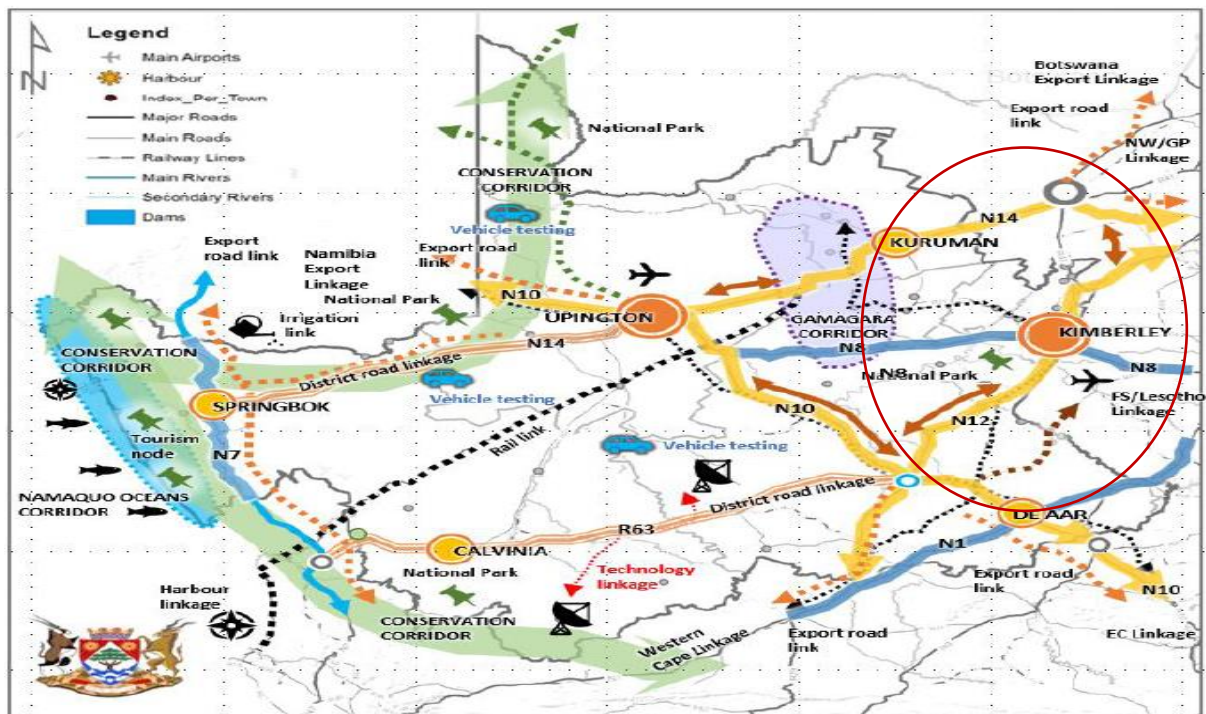 Legend
Main Airports
Harbour
Index_Per_Town
Major Roads
Main Roads
Railway Lines
Main Rivers
Secondary Rivers
Dams
N
Botswana
Export Linkage
Export road
link
NW/GP
Linkage
National Park
CONSERVATION
CORRIDOR
Vehicle testing
Export road
link
Namibia
Export
Linkage
National Park
Export road
link
N14
KURUMAN
N10
UPINGTON
Irrigation
link
GAMAGARA
CORRIDOR
KIMBERLEY
N8
N8
National Park
N8
CONSERVATION
CORRIDOR
N14
District road linkage
Vehicle testing
SPRINGBOK
FS/Lesotho
Linkage
N10
N12
Tourism
node
N7
Rail link
Vehicle testing
NAMAQUO OCEANS
CORRIDOR
District road linkage
DE AAR
R63
CALVINIA
N1
National Park
Technology
linkage
Export road
link
N10
Harbour
linkage
CONSERVATION
CORRIDOR
Western
Cape Linkage
Export road
link
EC Linkage